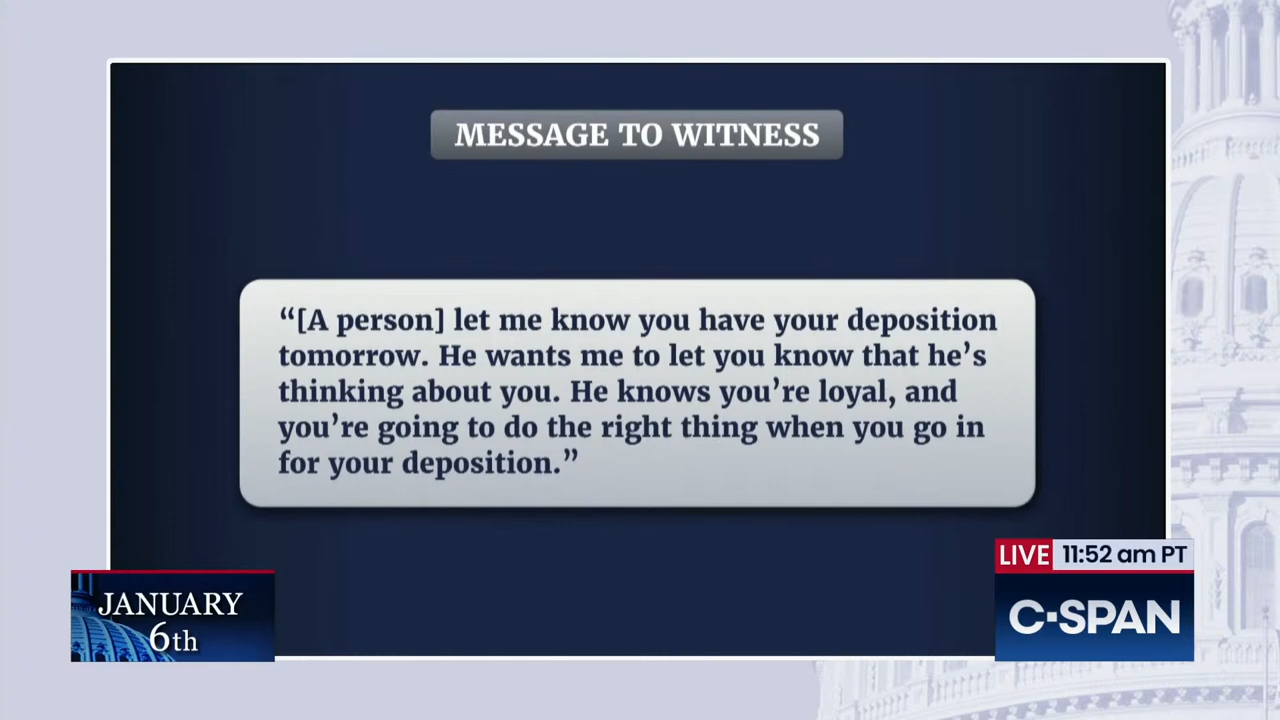 MESSAGE TO WITNESS
“[A person] let me know you have your deposition
tomorrow. He wants me to let you know that he’s
thinking about you. He knows you’re loyal, and
you’re going to do the right thing when you go in
for your deposition.”
JANUARY
6th
LIVE 11:52 am PT
C-SPAN